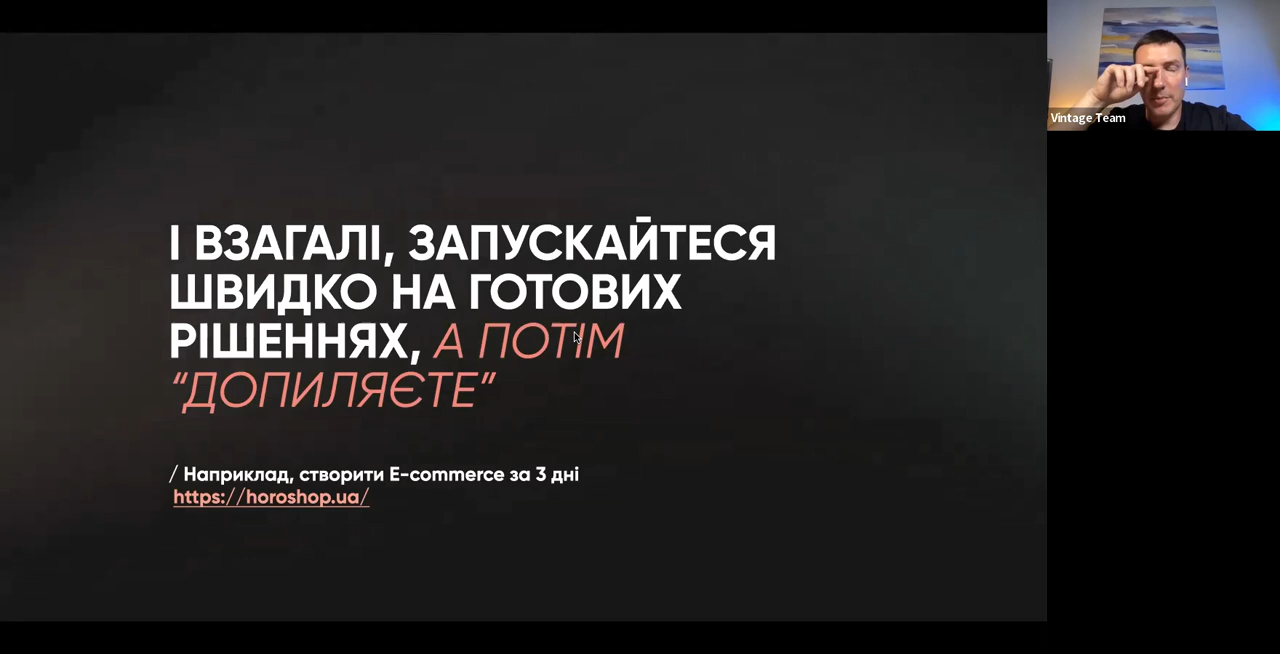 І ВЗАГАЛІ, ЗАПУСКАЙТЕСЯ
ШВИДКО НА ГОТОВИХ
РІШЕННЯХ, А ПОТІМ
“ДОПИЛЯЄТЕ”
/ Наприклад, створити E-commerce за 3 дні
https://horoshop.ua/
Vintage Team